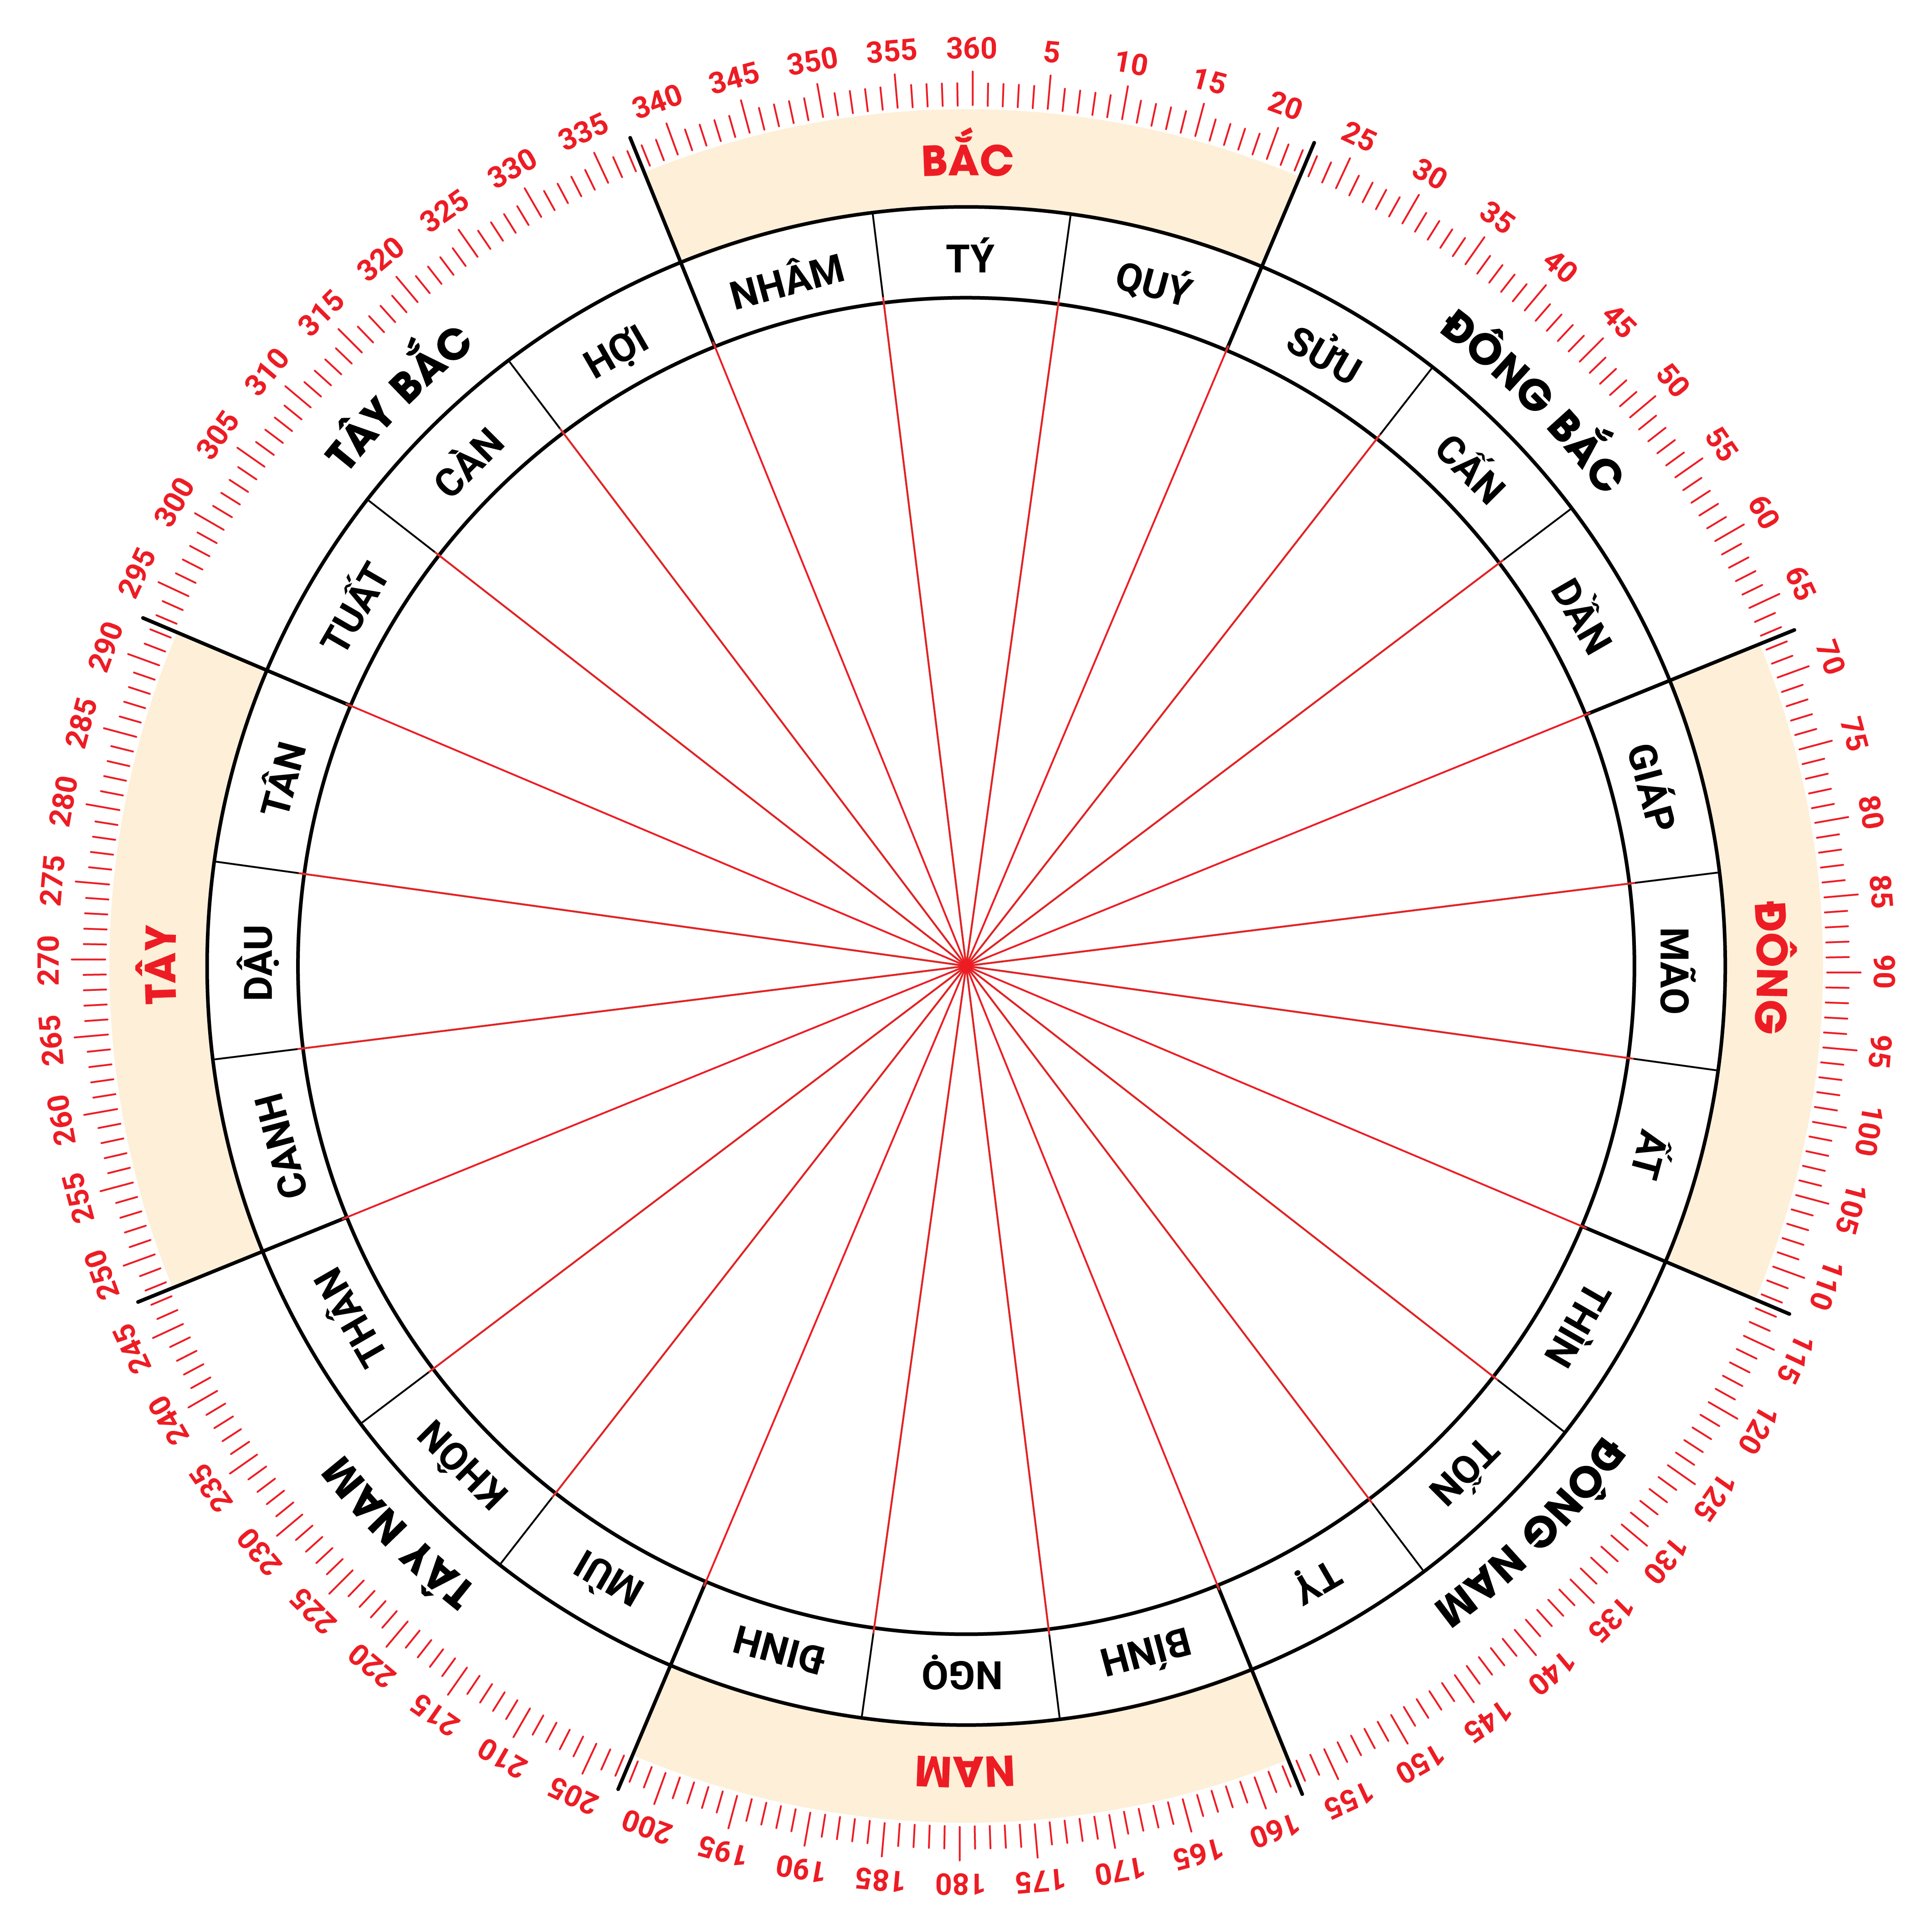 360
5
10
15
20
25
30
35
40
45
50
55
60
65
70
75
80
85
90
95
100
105
110
115
120
125
130
135
140
145
150
155
160
165
170
175
180
185
190
195
200
205
210
215
220
225
230
235
240
245
250
255
260
265
270
275
280
285
290
295
300
305
310
315
320
325
330
335
340
345
350
355
BẮC
ĐÔNG BẮC
ĐÔNG
ĐÔNG NAM
NAM
TÂY NAM
TÂY
TÂY BẮC
TÝ
QUÝ
SỬU
CẤN
DẦN
GIÁP
MÃO
ẤT
THÌN
TỐN
TỴ
BÍNH
NGỌ
ĐINH
MÙI
KHÔN
THÂN
CANH
DẬU
TÂN
TUẤT
CÀN
HỢI
NHÂM